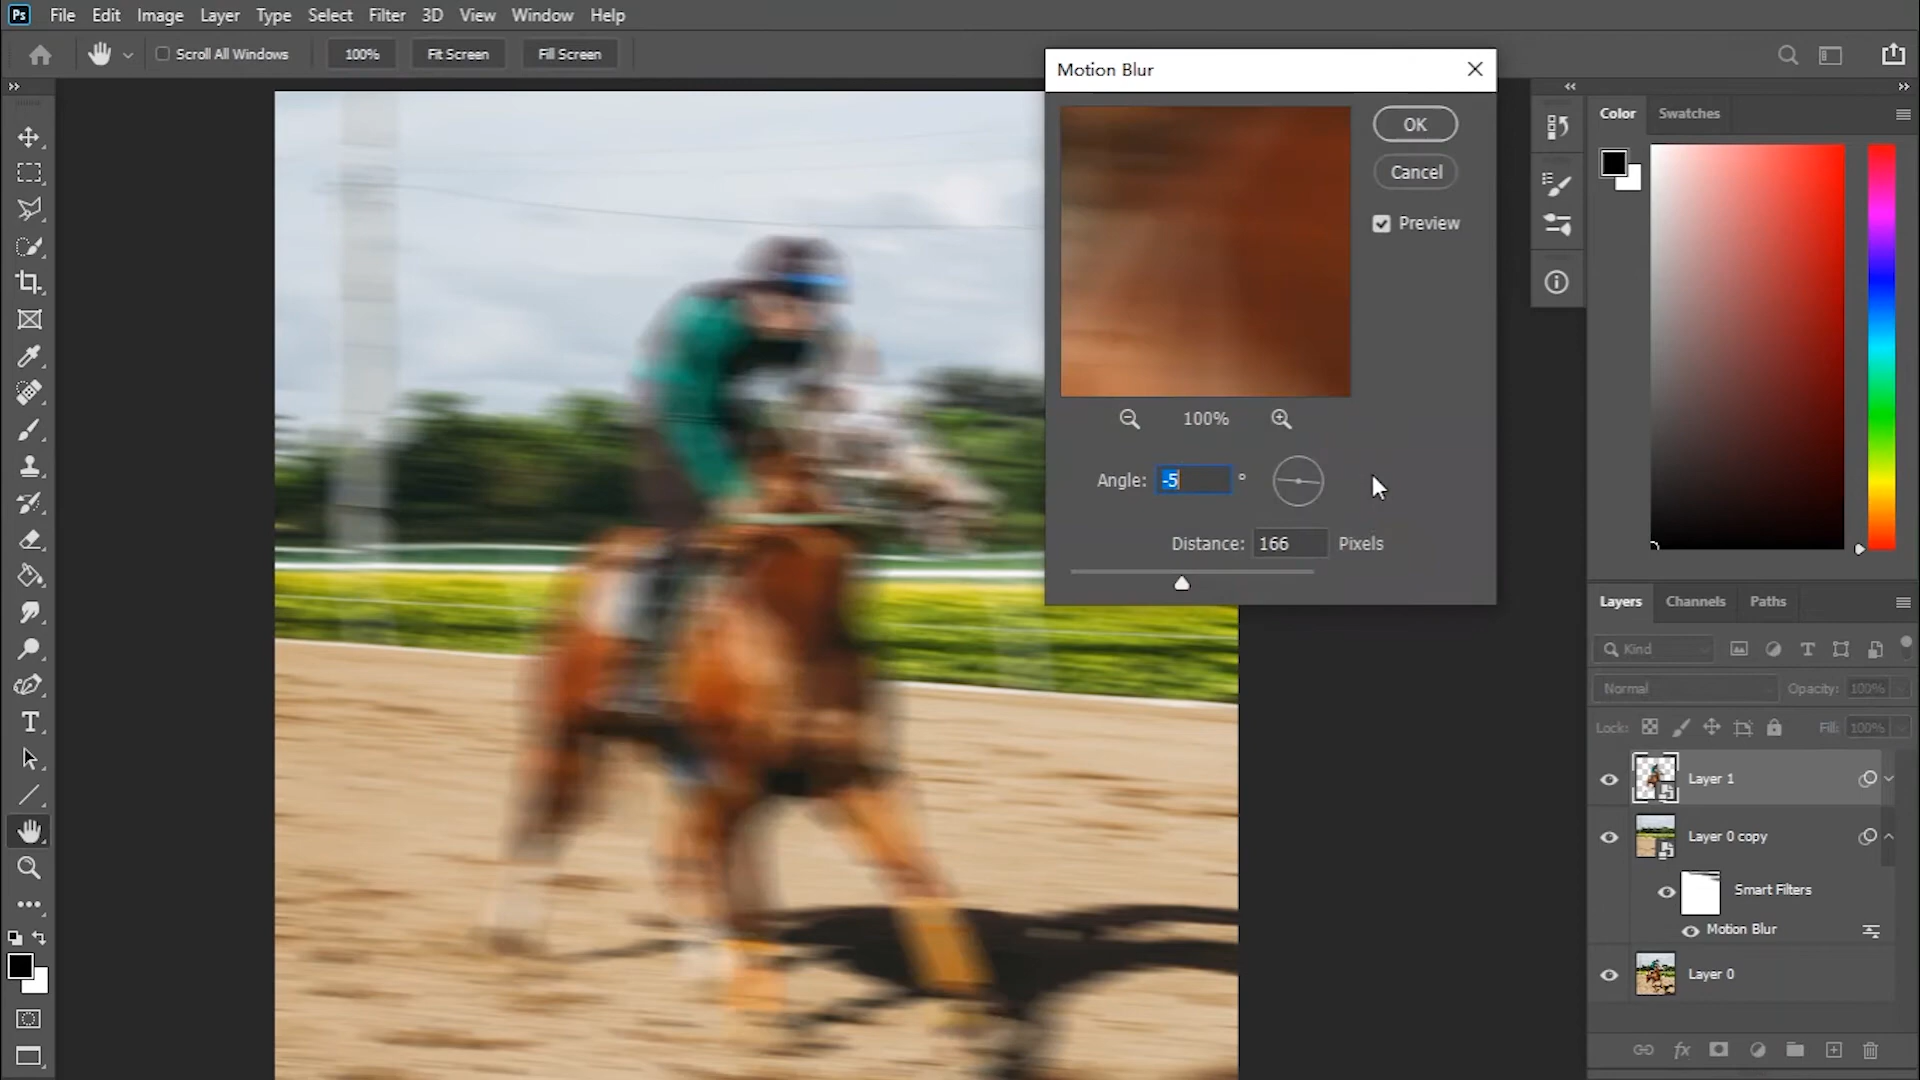 Ps File Edit Image Layer Type Select Filter 3D View Window Help
Scroll All Windows 100% Fit Screen Fill Screen
Motion Blur
OK
Cancel
Preview
100%
Angle: -5 °
Distance: 166 Pixels
Color Swatches
Layers Channels Paths
Kind
Normal Opacity: 100%
Lock: Fill: 100%
Layer 1
Layer 0 copy
Smart Filters
Motion Blur
Layer 0
fx